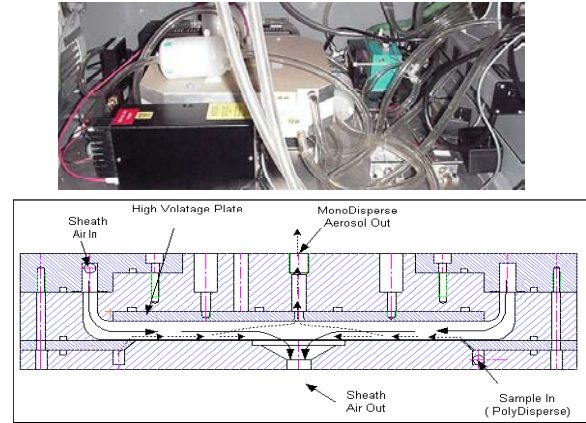 High Volatage Plate
MonoDisperse
Aerosol Out
Sheath
Air In
Sheath
Air Out
Sample In
( PolyDisperse)